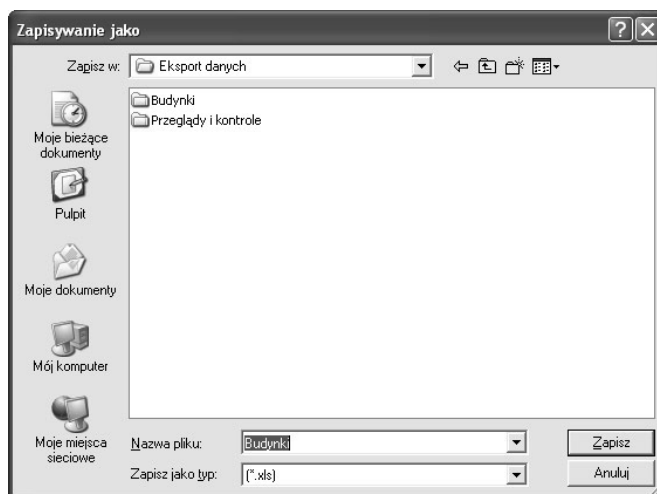 Zapisywanie jako
Zapisz w: Eksport danych
Budynki
Przeglądy i kontrole
Moje bieżące
dokumenty
Pulpit
Moje dokumenty
Mój komputer
Moje miejsca
sieciowe
Nazwa pliku: Budynki Zapisz
Zapisz jako typ: (*.xls) Anuluj